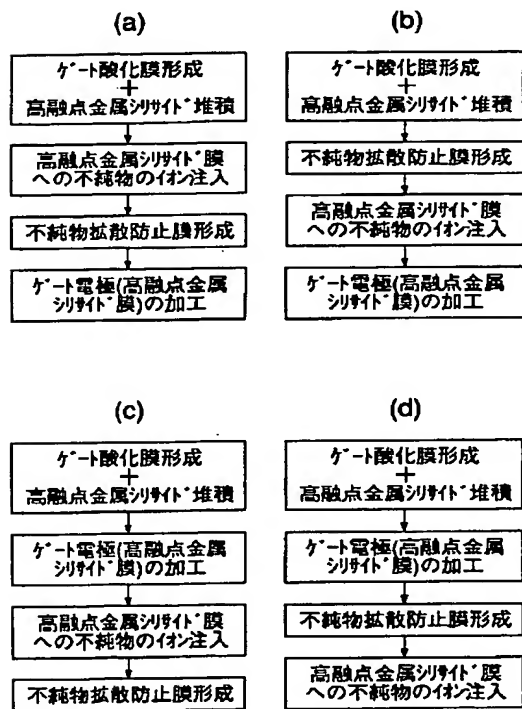 (a)
ｹﾞｰﾄ酸化膜形成
＋
高融点金属ｼﾘｻｲﾄﾞ堆積
高融点金属ｼﾘｻｲﾄﾞ膜
への不純物のｲｵﾝ注入
不純物拡散防止膜形成
ｹﾞｰﾄ電極(高融点金属
ｼﾘｻｲﾄﾞ膜)の加工
(b)
ｹﾞｰﾄ酸化膜形成
＋
高融点金属ｼﾘｻｲﾄﾞ堆積
不純物拡散防止膜形成
高融点金属ｼﾘｻｲﾄﾞ膜
への不純物のｲｵﾝ注入
ｹﾞｰﾄ電極(高融点金属
ｼﾘｻｲﾄﾞ膜)の加工
(c)
ｹﾞｰﾄ酸化膜形成
＋
高融点金属ｼﾘｻｲﾄﾞ堆積
ｹﾞｰﾄ電極(高融点金属
ｼﾘｻｲﾄﾞ膜)の加工
高融点金属ｼﾘｻｲﾄﾞ膜
への不純物のｲｵﾝ注入
不純物拡散防止膜形成
(d)
ｹﾞｰﾄ酸化膜形成
＋
高融点金属ｼﾘｻｲﾄﾞ堆積
ｹﾞｰﾄ電極(高融点金属
ｼﾘｻｲﾄﾞ膜)の加工
不純物拡散防止膜形成
高融点金属ｼﾘｻｲﾄﾞ膜
への不純物のｲｵﾝ注入